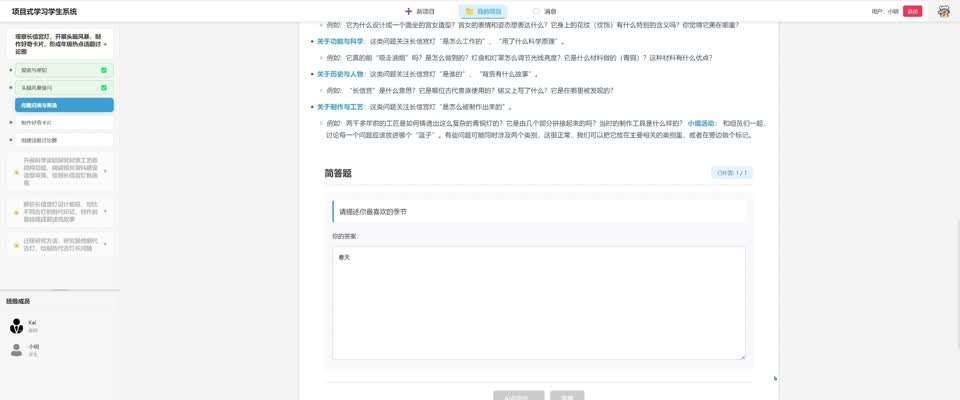 项目式学习学生系统
新项目
我的项目
消息
用户：小明
退出
观察长信宫灯，开展头脑风暴，制
作好奇卡片，形成年级热点话题讨
论圈
观察与感知
头脑风暴提问
问题归类与筛选
制作好奇卡片
创建话题讨论圈
班级成员
Kai
小明
学生
例如：它为什么设计成一个跪坐的宫女造型？宫女的表情和姿态想表达什么？它身上的花纹（纹饰）有什么特别的含义吗？你觉得它美在哪里？
关于功能与科学：这类问题关注长信宫灯“是怎么工作的”、“用了什么科学原理”。
例如：它真的能“吸走油烟”吗？是怎么做到的？灯盘和灯罩怎么调节光线亮度？它是什么材料做的（青铜）？这种材料有什么优点？
关于历史与人物：这类问题关注长信宫灯“是谁的”、“背后有什么故事”。
例如：“长信宫”是什么意思？它是哪位古代贵族使用的？铭文上写了什么？它是在哪里被发现的？
关于制作与工艺：这类问题关注长信宫灯“是怎么被制作出来的”。
例如：两千多年前的工匠是如何铸造出这么复杂的青铜灯的？它是由几个部分拼接起来的吗？当时的制作工具是什么样的？ 小组活动： 和组员们一起，
讨论每一个问题应该放进哪个“篮子”。有些问题可能同时涉及两个类别，这很正常，我们可以把它放在主要相关的类别里，或者在旁边做个标记。
简答题
已作答: 1 / 1
请描述你最喜欢的季节
你的答案:
春天